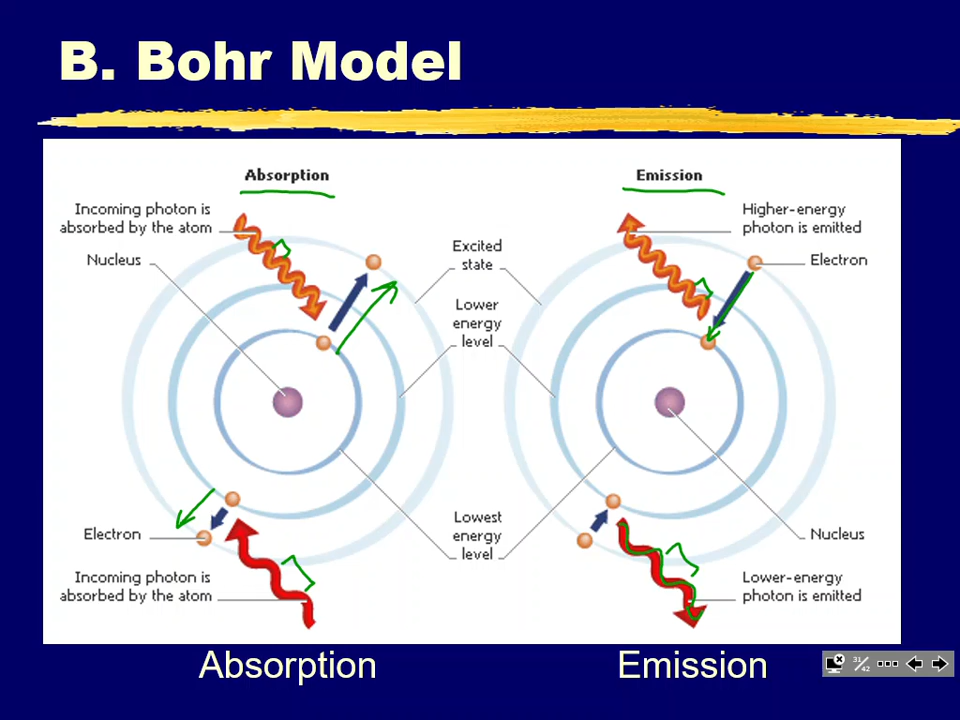 B. Bohr Model
Absorption
Incoming photon is
absorbed by the atom
Nucleus
Electron
Incoming photon is
absorbed by the atom
Excited
state
Lower
energy
level
Lowest
energy
level
Emission
Higher-energy
photon is emitted
Electron
Nucleus
Lower-energy
photon is emitted
Absorption
Emission
31/42